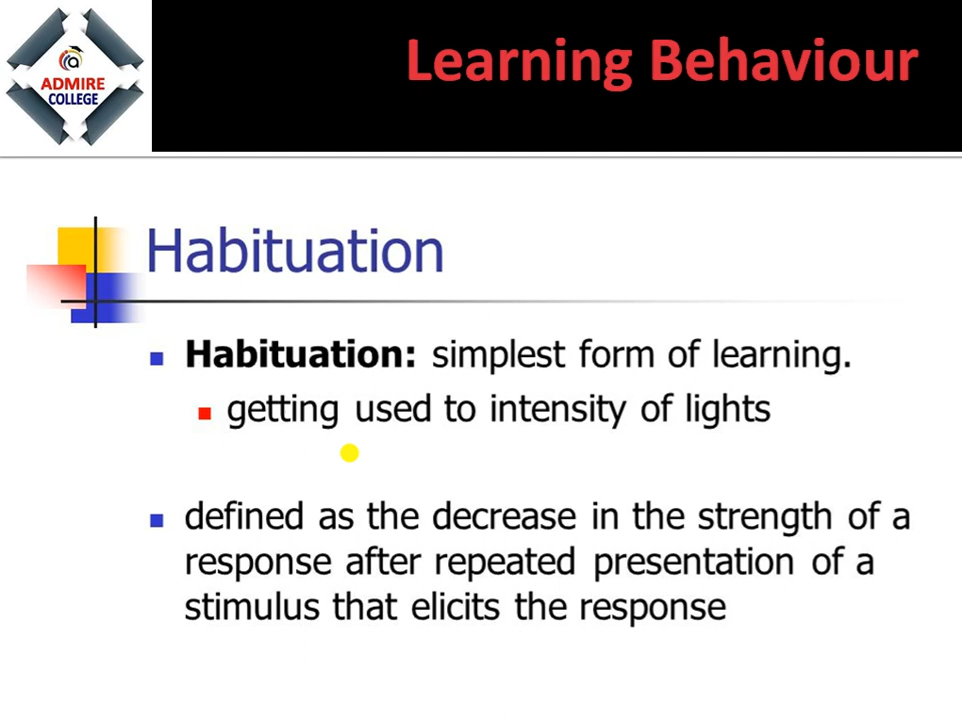 ADMIRE
COLLEGE
Learning Behaviour
Habituation
Habituation: simplest form of learning.
getting used to intensity of lights
defined as the decrease in the strength of a
response after repeated presentation of a
stimulus that elicits the response